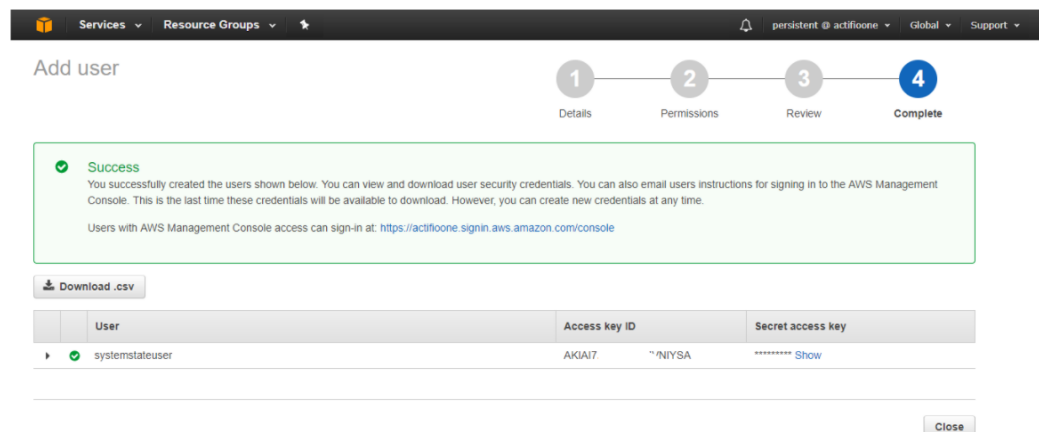 Services Resource Groups persistent @ actifioone Global Support
Add user
1 2 3 4
Details Permissions Review Complete
Success
You successfully created the users shown below. You can view and download user security credentials. You can also email users instructions for signing in to the AWS Management
Console. This is the last time these credentials will be available to download. However, you can create new credentials at any time.
Users with AWS Management Console access can sign-in at: https://actifioone.signin.aws.amazon.com/console
Download .csv
User Access key ID Secret access key
systemstateuser AKIAI7 NIYSA ********* Show
Close